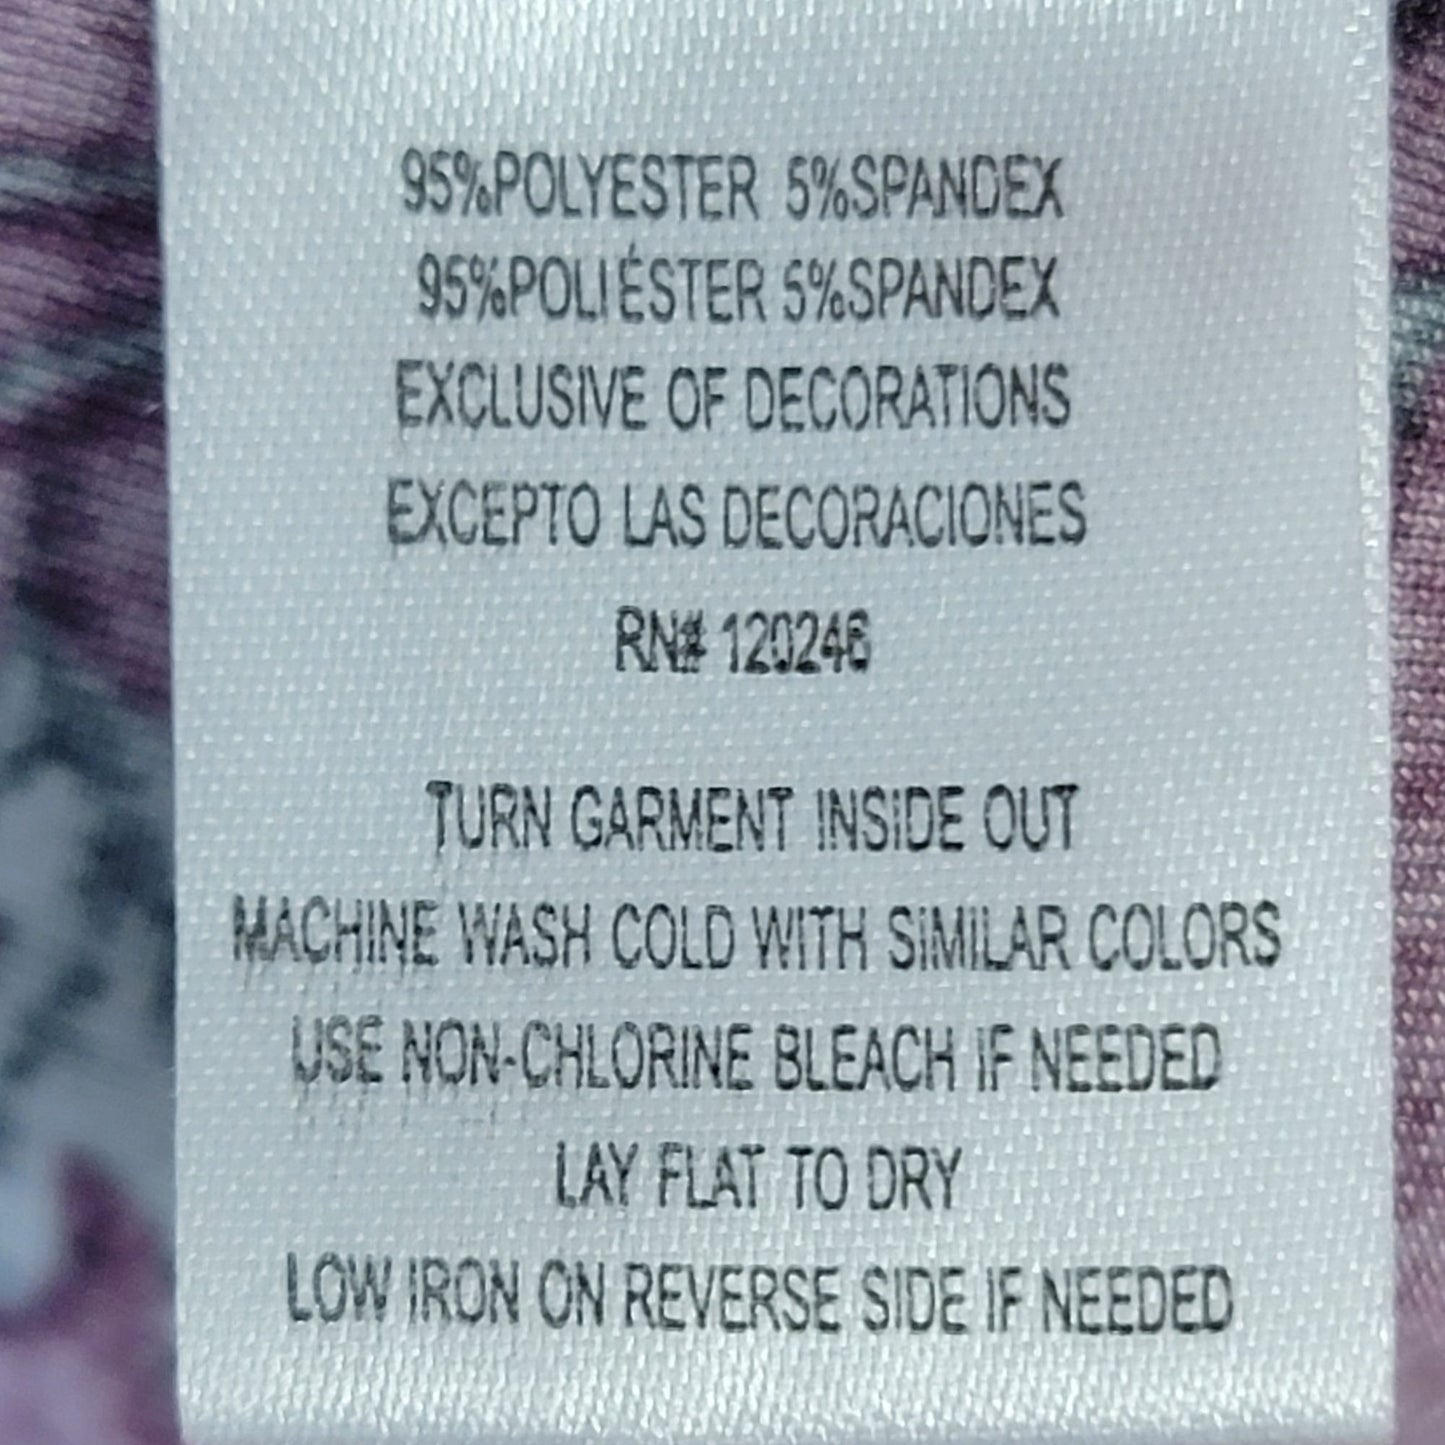 95%POLYESTER 5%SPANDEX
95%POLIÉSTER 5%SPANDEX
EXCLUSIVE OF DECORATIONS
EXCEPTO LAS DECORACIONES
RN# 120246
TURN GARMENT INSIDE OUT
MACHINE WASH COLD WITH SIMILAR COLORS
USE NON-CHLORINE BLEACH IF NEEDED
LAY FLAT TO DRY
LOW IRON ON REVERSE SIDE IF NEEDED